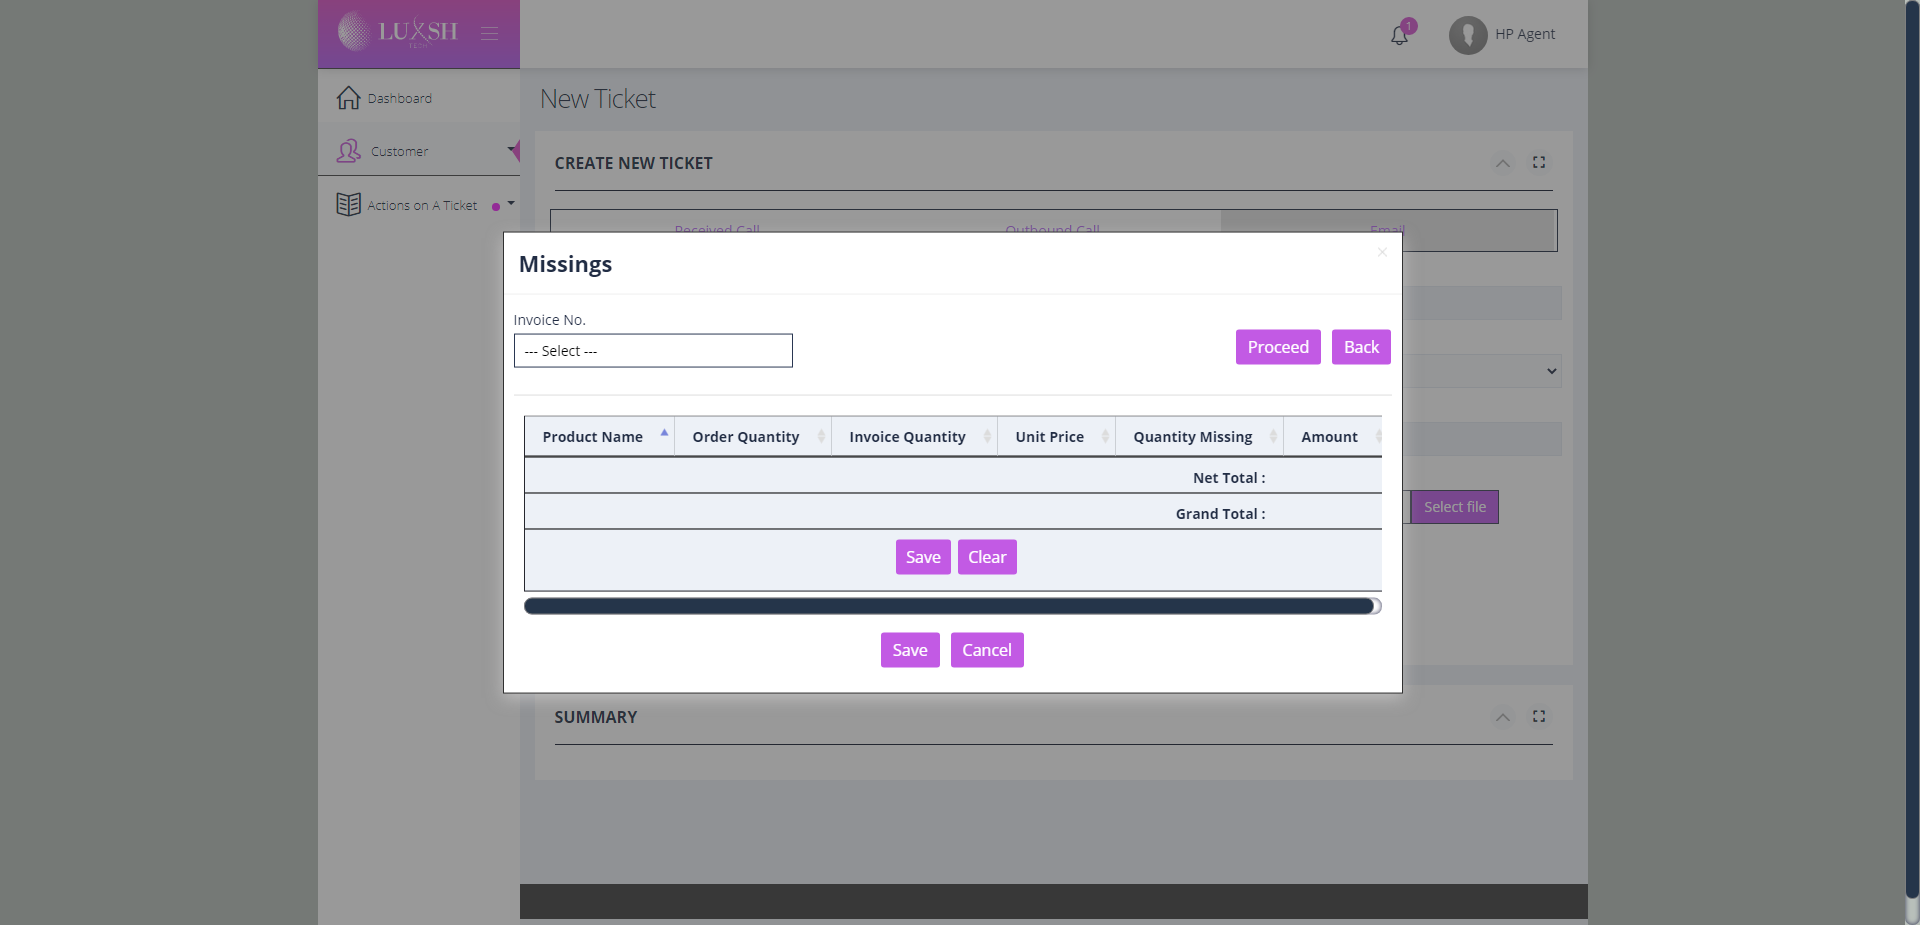 LUXSH
1
HP Agent
Dashboard
New Ticket
Customer
CREATE NEW TICKET
Actions on A Ticket
Received Call
Outbound Call
Email
Missings
×
Invoice No.
--- Select ---
Proceed
Back
Product Name
Order Quantity
Invoice Quantity
Unit Price
Quantity Missing
Amount
Net Total :
Grand Total :
Select file
Save
Clear
Save
Cancel
SUMMARY